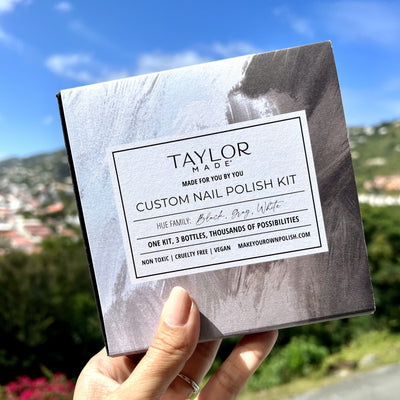 TAYLOR
MADE®
MADE FOR YOU BY YOU
CUSTOM NAIL POLISH KIT
HUE FAMILY: Black, Gray, White
ONE KIT, 3 BOTTLES, THOUSANDS OF POSSIBILITIES
NON TOXIC | CRUELTY FREE | VEGAN MAKEYOUROWNPOLISH.COM